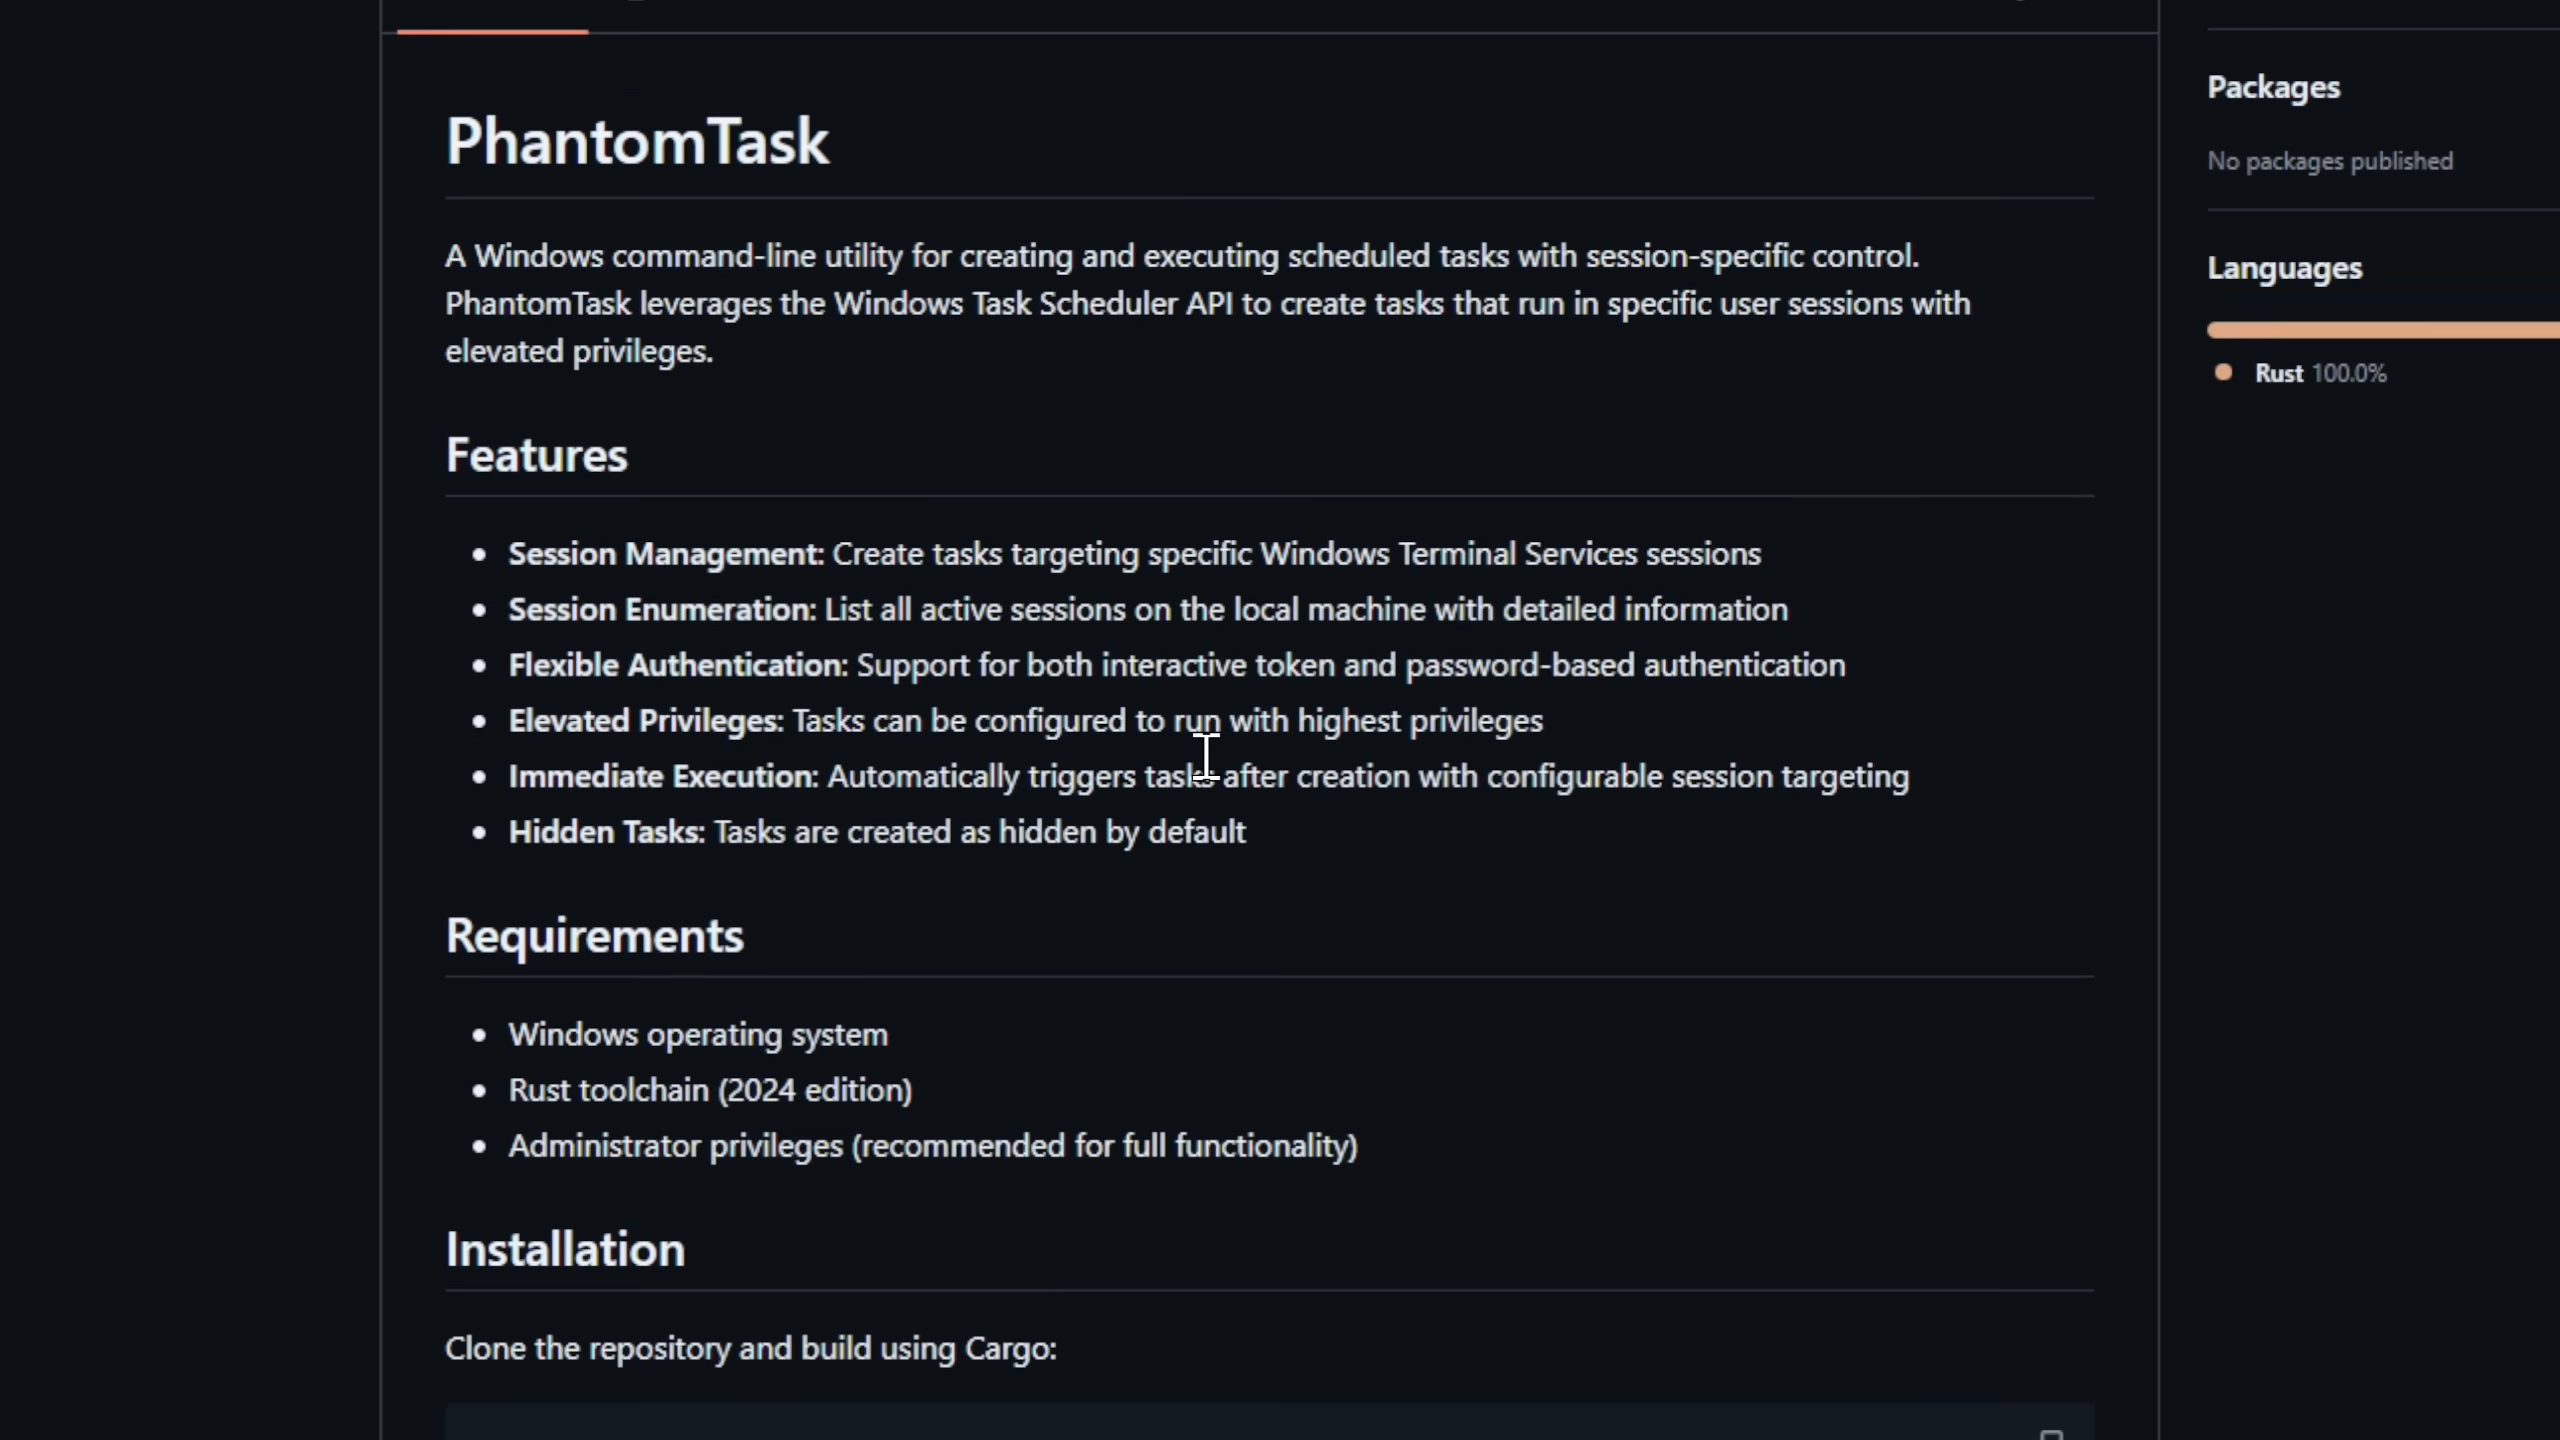 PhantomTask
A Windows command-line utility for creating and executing scheduled tasks with session-specific control.
PhantomTask leverages the Windows Task Scheduler API to create tasks that run in specific user sessions with
elevated privileges.
Features
• Session Management: Create tasks targeting specific Windows Terminal Services sessions
• Session Enumeration: List all active sessions on the local machine with detailed information
• Flexible Authentication: Support for both interactive token and password-based authentication
• Elevated Privileges: Tasks can be configured to run with highest privileges
• Immediate Execution: Automatically triggers tasks after creation with configurable session targeting
• Hidden Tasks: Tasks are created as hidden by default
Requirements
• Windows operating system
• Rust toolchain (2024 edition)
• Administrator privileges (recommended for full functionality)
Installation
Clone the repository and build using Cargo:
Packages
No packages published
Languages
Rust 100.0%